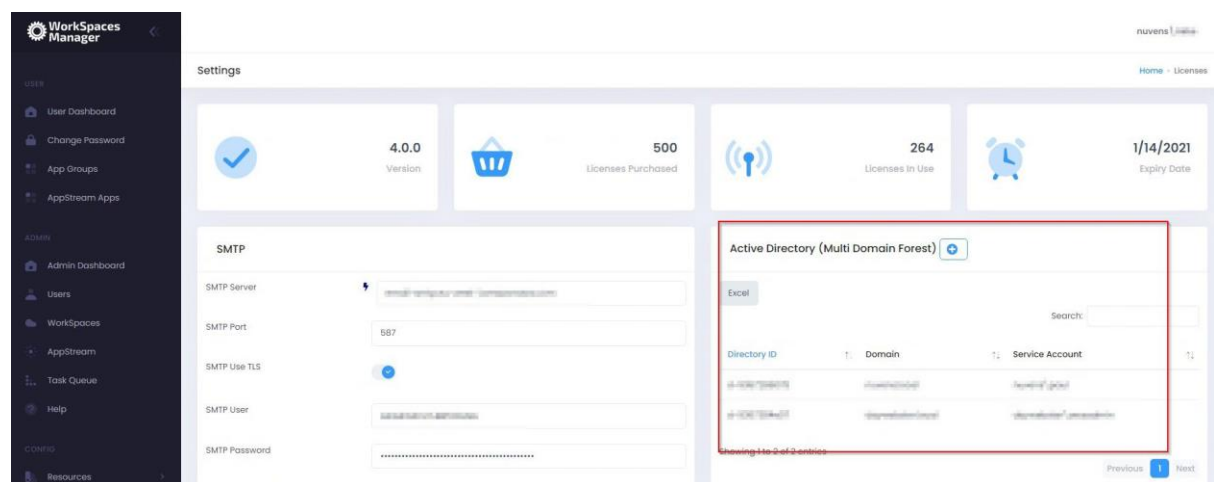 WorkSpaces
Manager
nuvens\
Settings
Home - Licenses
USER
User Dashboard
Change Password
App Groups
AppStream Apps
ADMIN
Admin Dashboard
Users
WorkSpaces
AppStream
Task Queue
Help
CONFIG
Resources
4.0.0
Version
500
Licenses Purchased
264
Licenses In Use
1/14/2021
Expiry Date
SMTP
SMTP Server
SMTP Port
587
SMTP Use TLS
SMTP User
SMTP Password
Active Directory (Multi Domain Forest)
Excel
Search:
Directory ID Domain Service Account
Showing 1 to 2 of 2 entries
Previous 1 Next